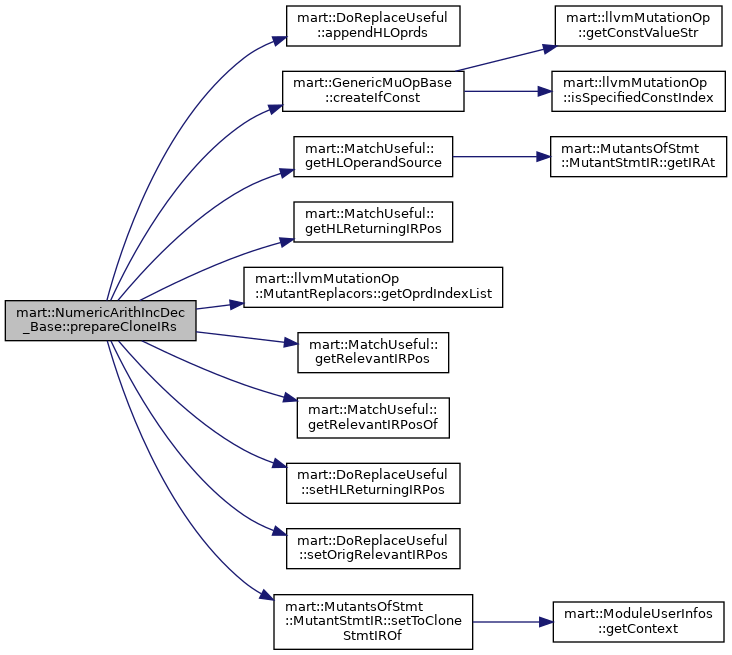 mart::NumericArithIncDec
_Base::prepareCloneIRs
mart::DoReplaceUseful
::appendHLOprds
mart::GenericMuOpBase
::createIfConst
mart::llvmMutationOp
::getConstValueStr
mart::llvmMutationOp
::isSpecifiedConstIndex
mart::MatchUseful::
getHLOperandSource
mart::MutantsOfStmt
::MutantStmtIR::getIRAt
mart::MatchUseful::
getHLReturningIRPos
mart::llvmMutationOp
::MutantReplacors::getOprdIndexList
mart::MatchUseful::
getRelevantIRPos
mart::MatchUseful::
getRelevantIRPosOf
mart::DoReplaceUseful
::setHLReturningIRPos
mart::DoReplaceUseful
::setOrigRelevantIRPos
mart::MutantsOfStmt
::MutantStmtIR::setToClone
StmtIROf
mart::ModuleUserInfos
::getContext